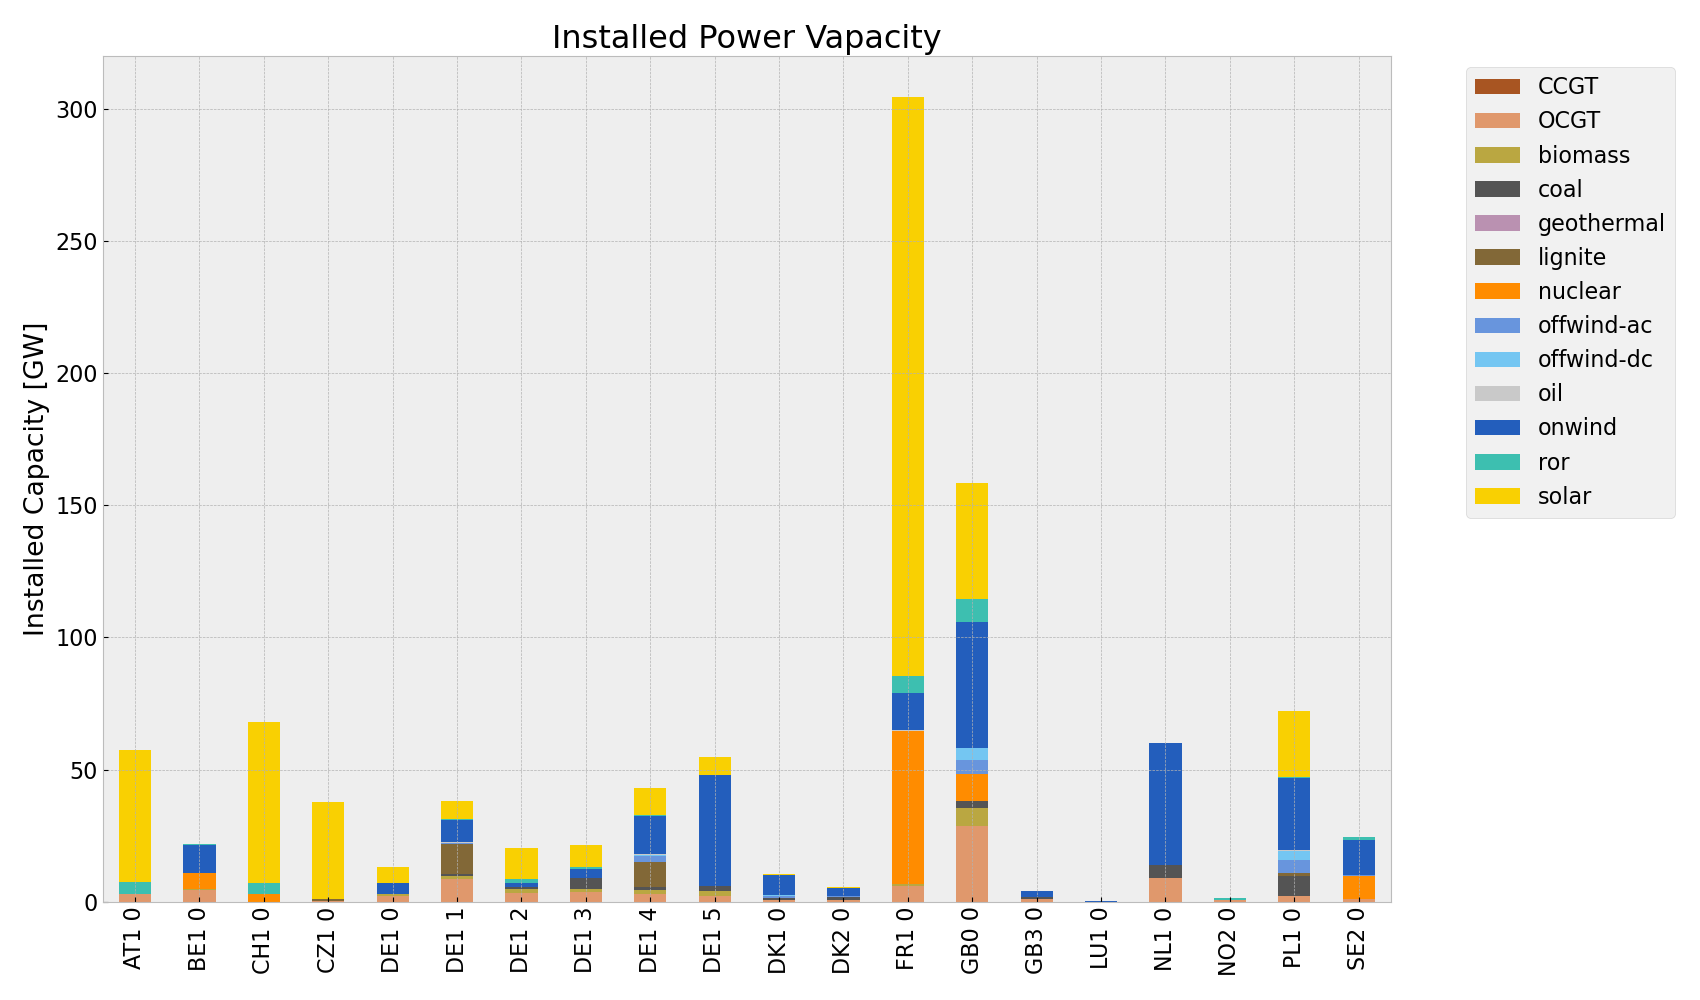 Installed Power Vapacity
Installed Capacity [GW]
300
250
200
150
100
50
0
AT1 0
BE1 0
CH1 0
CZ1 0
DE1 0
DE1 1
DE1 2
DE1 3
DE1 4
DE1 5
DK1 0
DK2 0
FR1 0
GB0 0
GB3 0
LU1 0
NL1 0
NO2 0
PL1 0
SE2 0
CCGT
OCGT
biomass
coal
geothermal
lignite
nuclear
offwind-ac
offwind-dc
oil
onwind
ror
solar